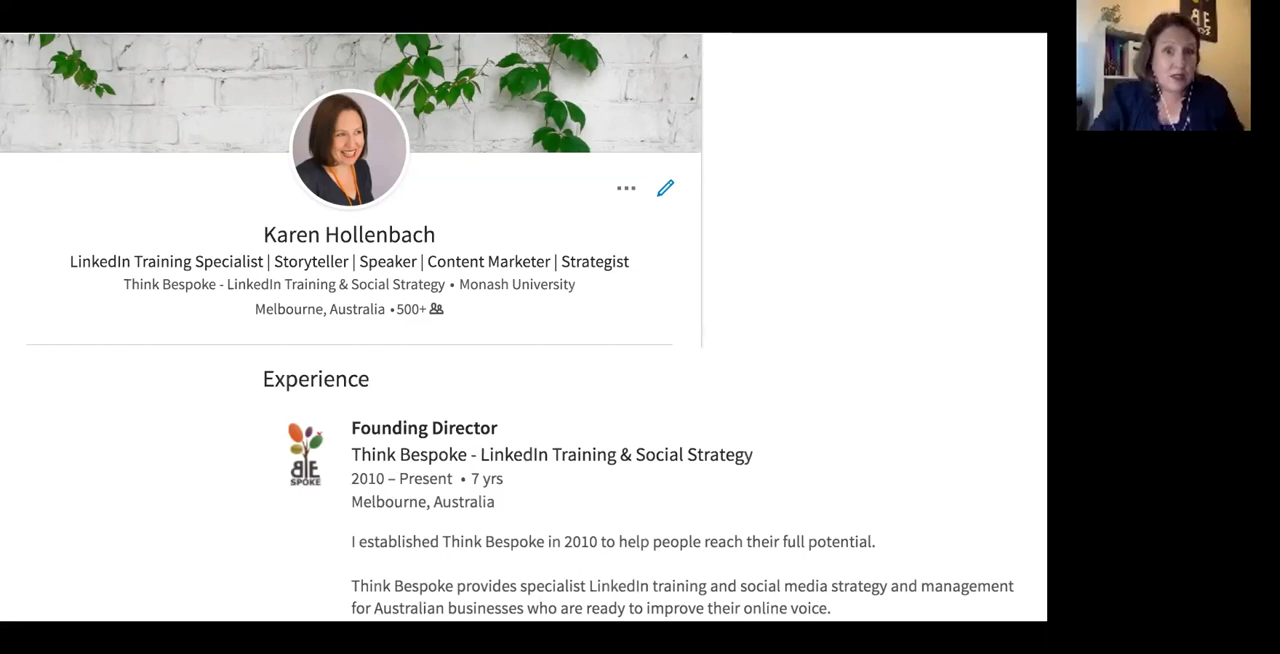 Karen Hollenbach
LinkedIn Training Specialist | Storyteller | Speaker | Content Marketer | Strategist
Think Bespoke - LinkedIn Training & Social Strategy • Monash University
Melbourne, Australia • 500+
Experience
Founding Director
Think Bespoke - LinkedIn Training & Social Strategy
2010 – Present • 7 yrs
Melbourne, Australia
BE
SPOKE
I established Think Bespoke in 2010 to help people reach their full potential.
Think Bespoke provides specialist LinkedIn training and social media strategy and management
for Australian businesses who are ready to improve their online voice.